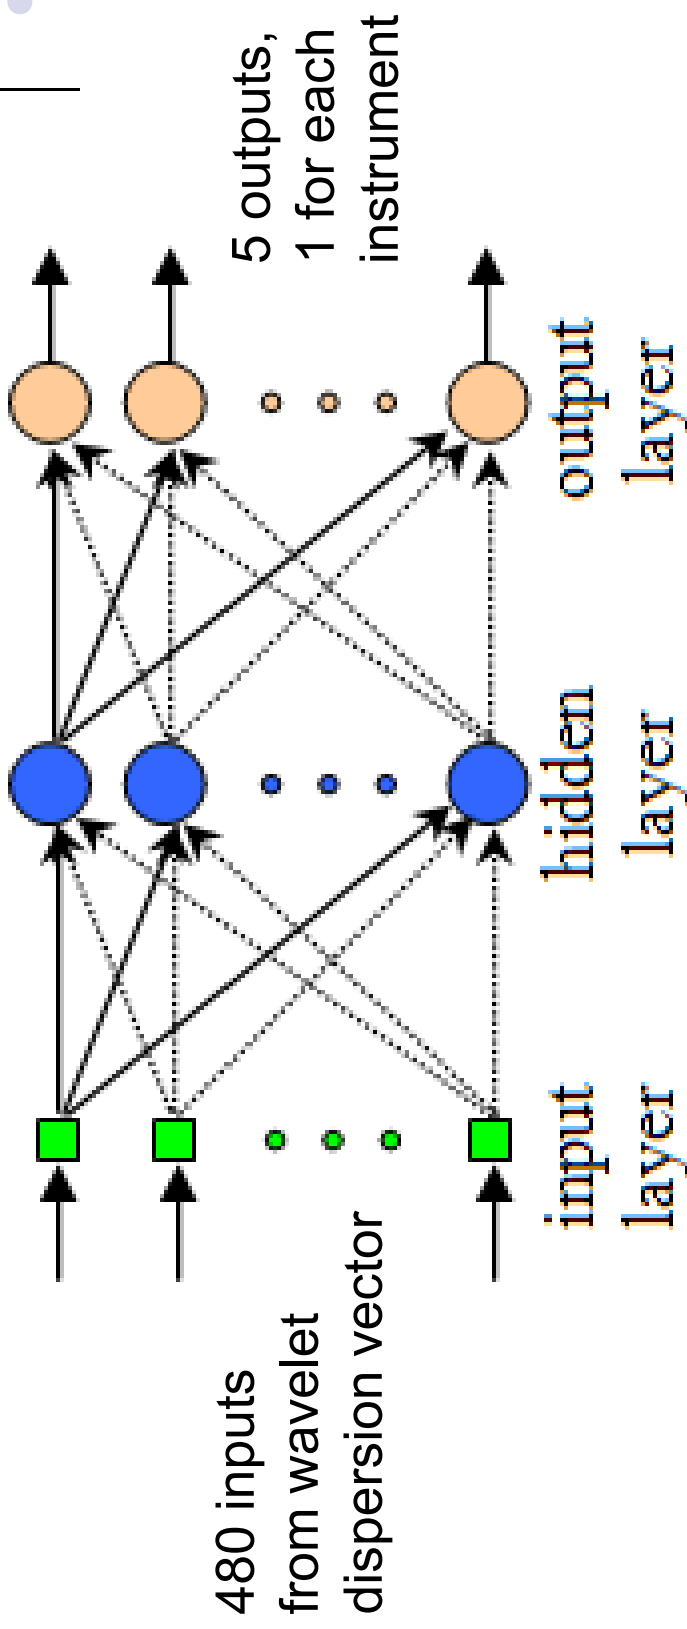 480 inputs
from wavelet
dispersion vector
input
layer
hidden
layer
output
layer
5 outputs,
1 for each
instrument